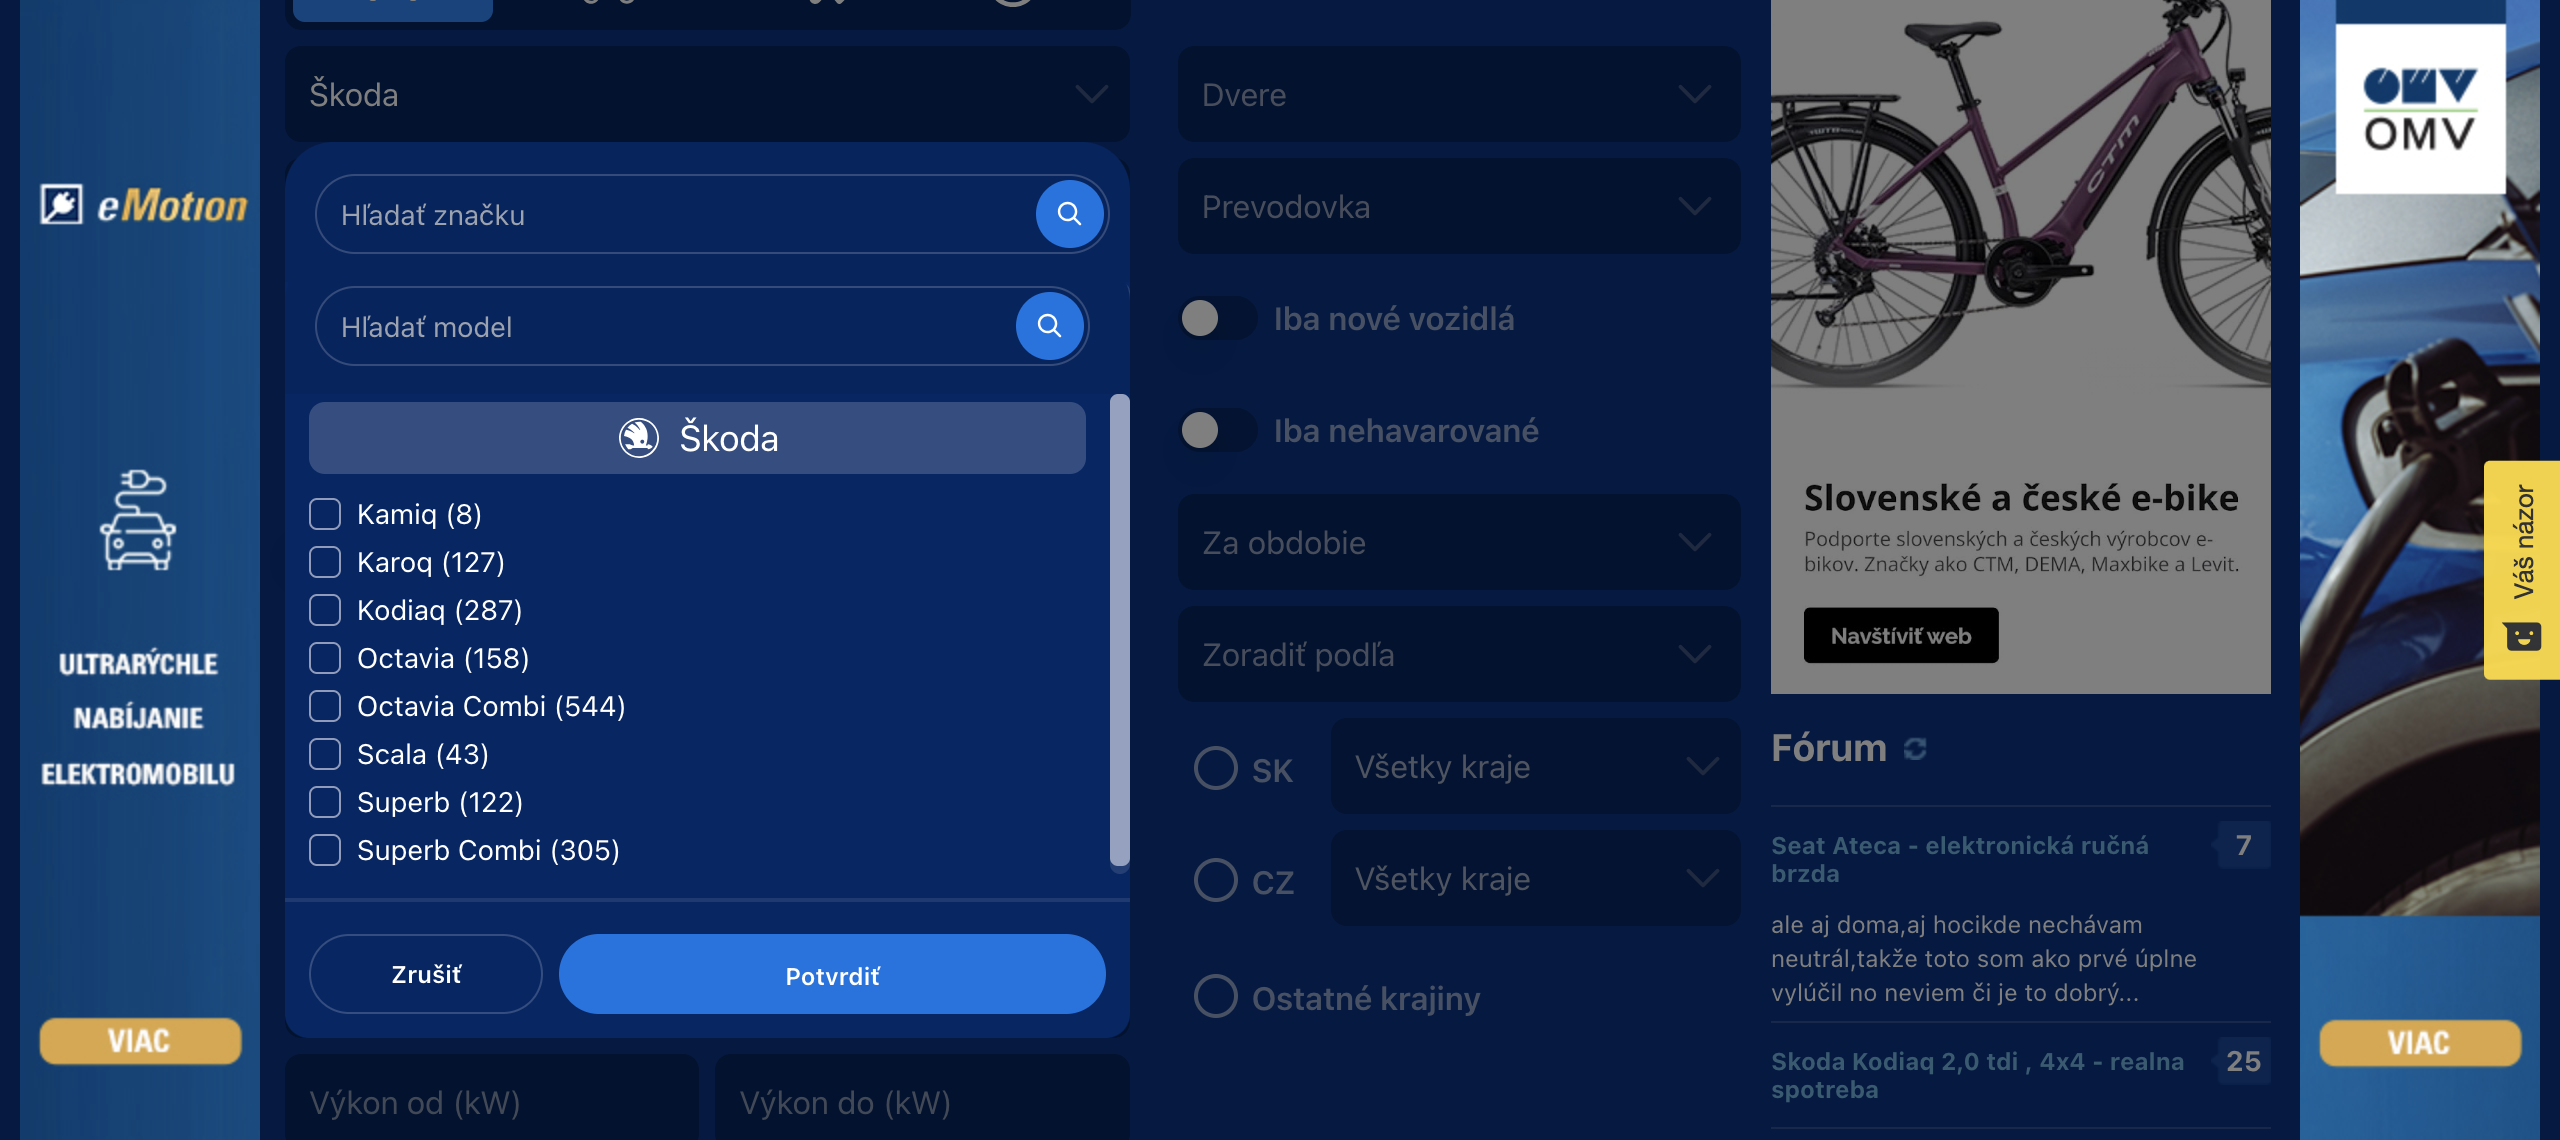 eMotion
ULTRARÝCHLE
NABÍJANIE
ELEKTROMOBILU
VIAC
Škoda
Hľadať značku
Hľadať model
Škoda
Kamiq (8)
Karoq (127)
Kodiaq (287)
Octavia (158)
Octavia Combi (544)
Scala (43)
Superb (122)
Superb Combi (305)
Zrušiť
Potvrdiť
Výkon od (kW)
Výkon do (kW)
Dvere
Prevodovka
Iba nové vozidlá
Iba nehavarované
Za obdobie
Zoradiť podľa
SK
Všetky kraje
CZ
Všetky kraje
Ostatné krajiny
CTM
Slovenské a české e-bike
Podporte slovenských a českých výrobcov e-
bikov. Značky ako CTM, DEMA, Maxbike a Levit.
Navštíviť web
Fórum
Seat Ateca - elektronická ručná
brzda
7
ale aj doma,aj hocikde nechávam
neutrál,takže toto som ako prvé úplne
vylúčil no neviem či je to dobrý...
Skoda Kodiaq 2,0 tdi , 4x4 - realna
spotreba
25
OMV
OMV
Váš názor
VIAC